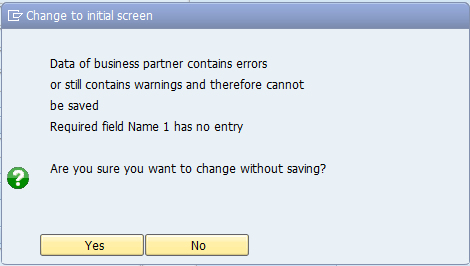 Change to initial screen
Data of business partner contains errors
or still contains warnings and therefore cannot
be saved
Required field Name 1 has no entry
Are you sure you want to change without saving?
Yes
No